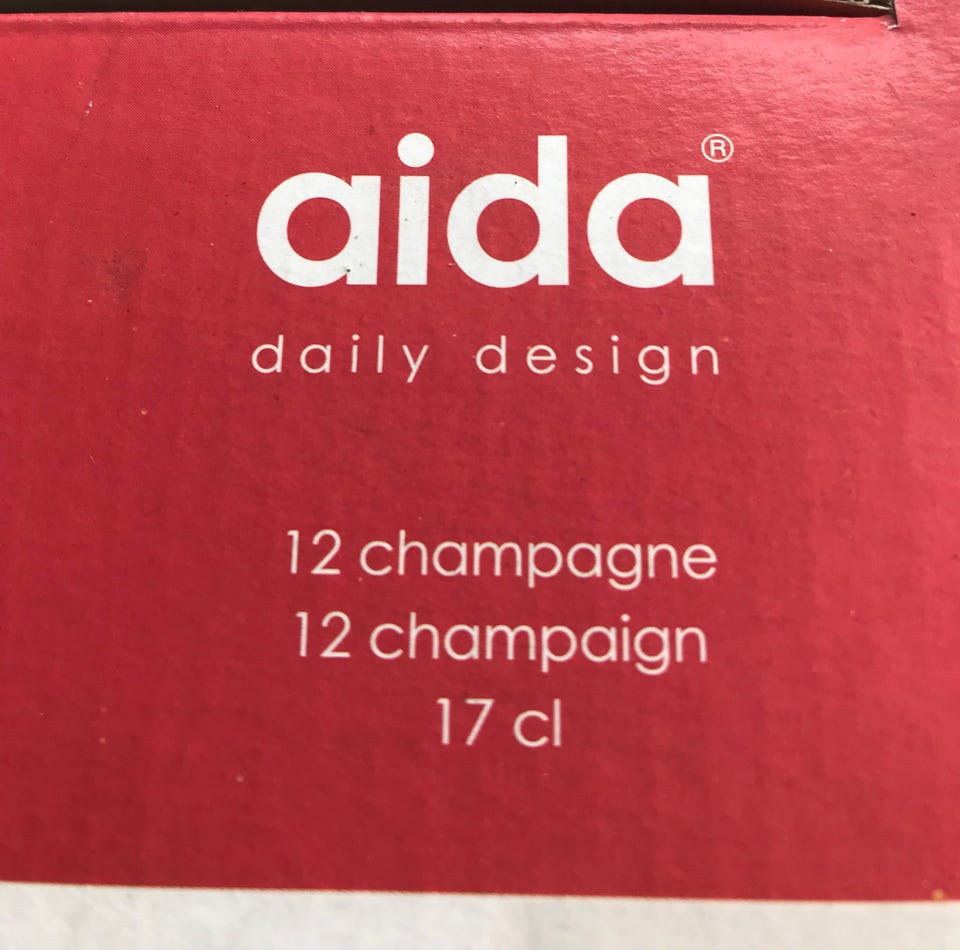 aida®
daily design
12 champagne
12 champaign
17 cl